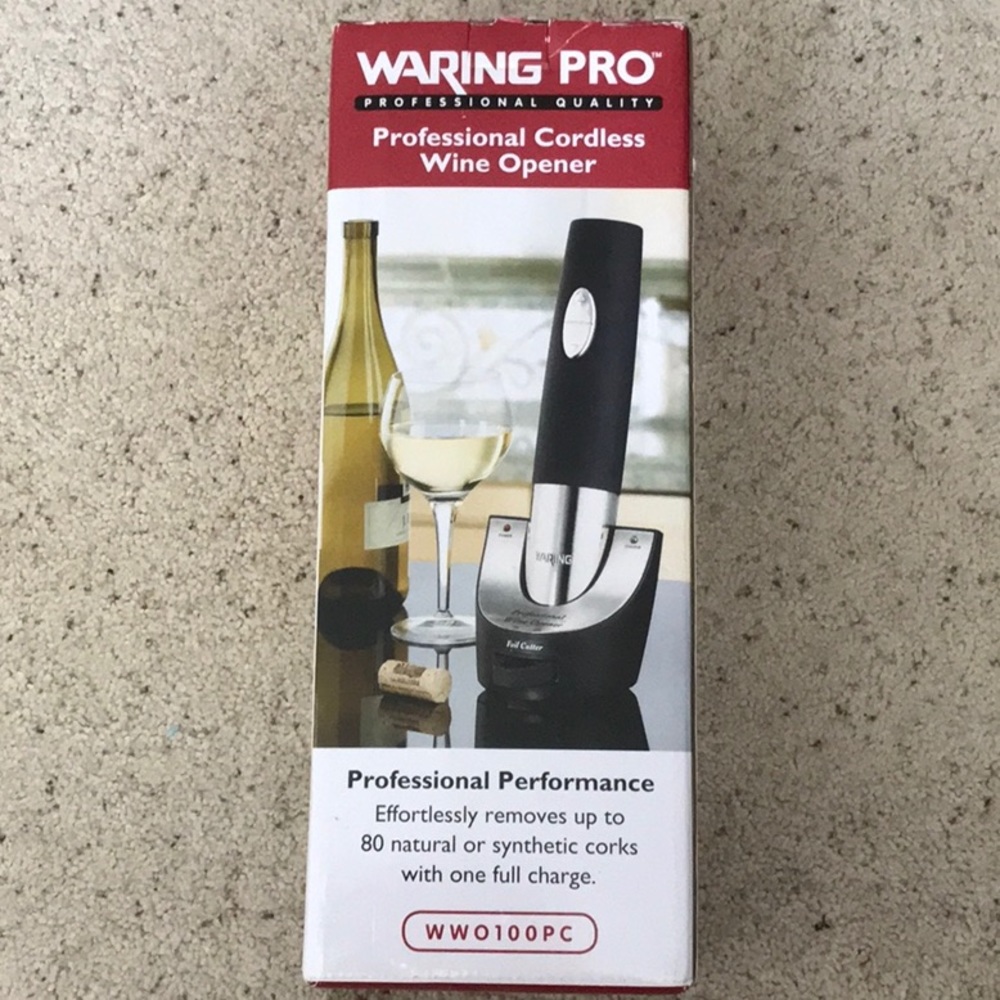 WARING PRO™
PROFESSIONAL QUALITY
Professional Cordless
Wine Opener
WARING
Professional
Wine Opener
Foil Cutter
Professional Performance
Effortlessly removes up to
80 natural or synthetic corks
with one full charge.
WWO100PC